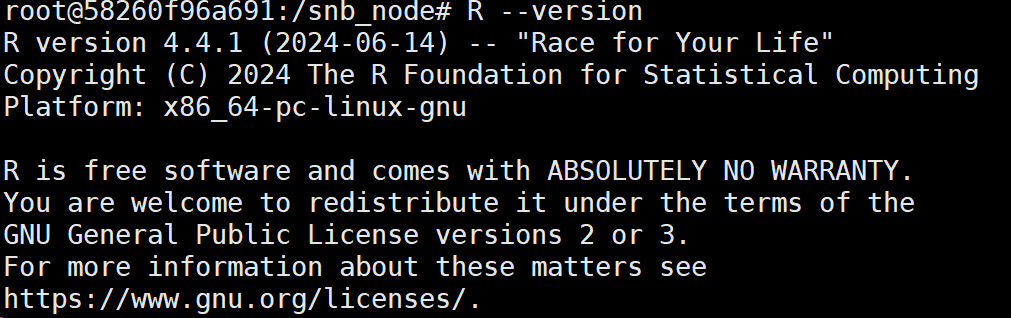 root@58260f96a691:/snb_node# R --version
R version 4.4.1 (2024-06-14) -- "Race for Your Life"
Copyright (C) 2024 The R Foundation for Statistical Computing
Platform: x86_64-pc-linux-gnu

R is free software and comes with ABSOLUTELY NO WARRANTY.
You are welcome to redistribute it under the terms of the
GNU General Public License versions 2 or 3.
For more information about these matters see
https://www.gnu.org/licenses/.